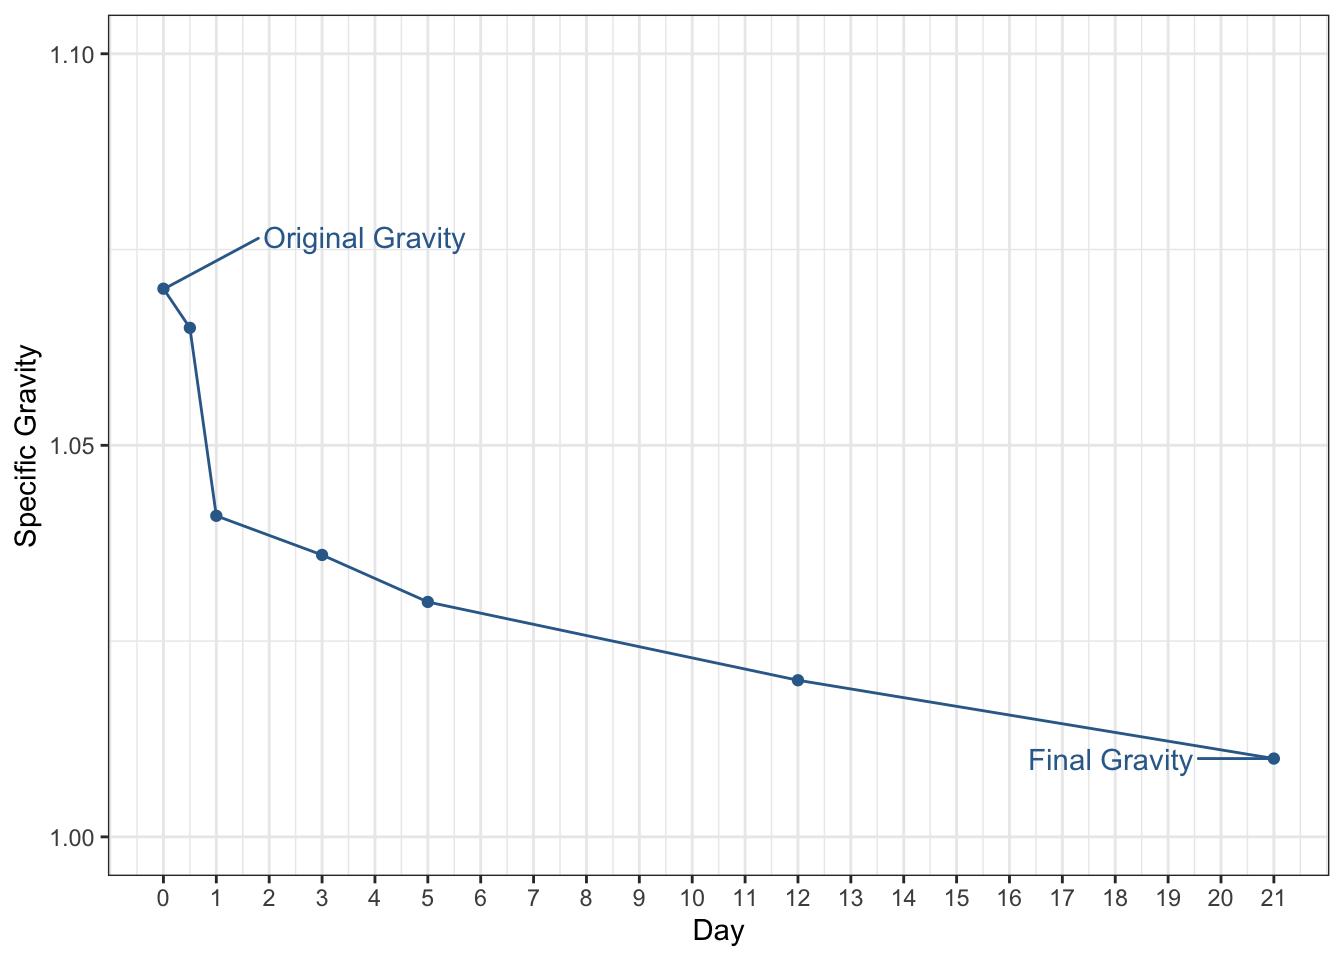 1.10
Original Gravity
1.05
Specific Gravity
Final Gravity
1.00
0 1 2 3 4 5 6 7 8 9 10 11 12 13 14 15 16 17 18 19 20 21
Day